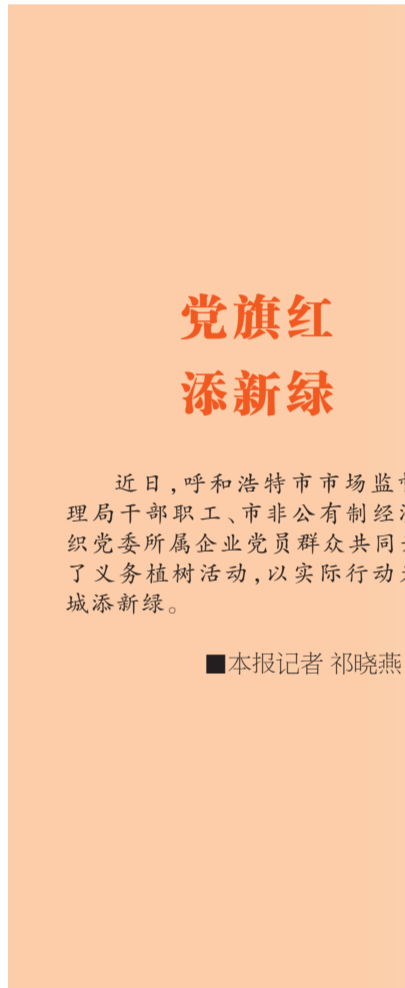 党旗红
添新绿
近日,呼和浩特市市场监
理局干部职工、市非公有制经
织党委所属企业党员群众共同
了义务植树活动,以实际行动
城添新绿。
■本报记者 祁晓燕